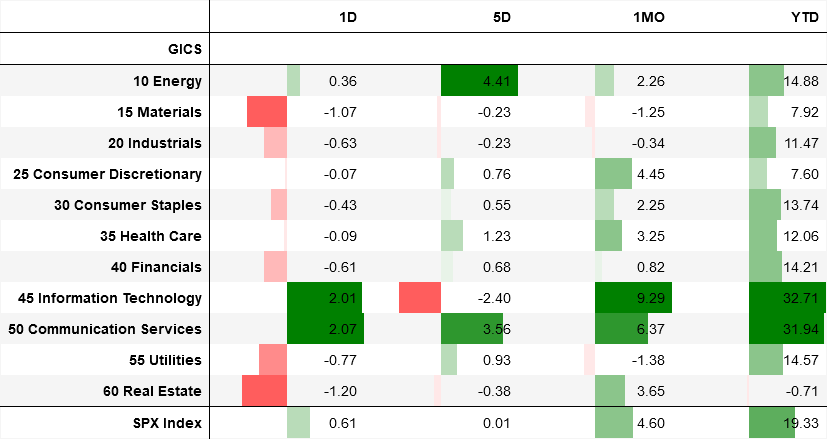 1D 5D 1MO YTD
GICS
10 Energy 0.36 4.41 2.26 14.88
15 Materials -1.07 -0.23 -1.25 7.92
20 Industrials -0.63 -0.23 -0.34 11.47
25 Consumer Discretionary -0.07 0.76 4.45 7.60
30 Consumer Staples -0.43 0.55 2.25 13.74
35 Health Care -0.09 1.23 3.25 12.06
40 Financials -0.61 0.68 0.82 14.21
45 Information Technology 2.01 -2.40 9.29 32.71
50 Communication Services 2.07 3.56 6.37 31.94
55 Utilities -0.77 0.93 -1.38 14.57
60 Real Estate -1.20 -0.38 3.65 -0.71
SPX Index 0.61 0.01 4.60 19.33